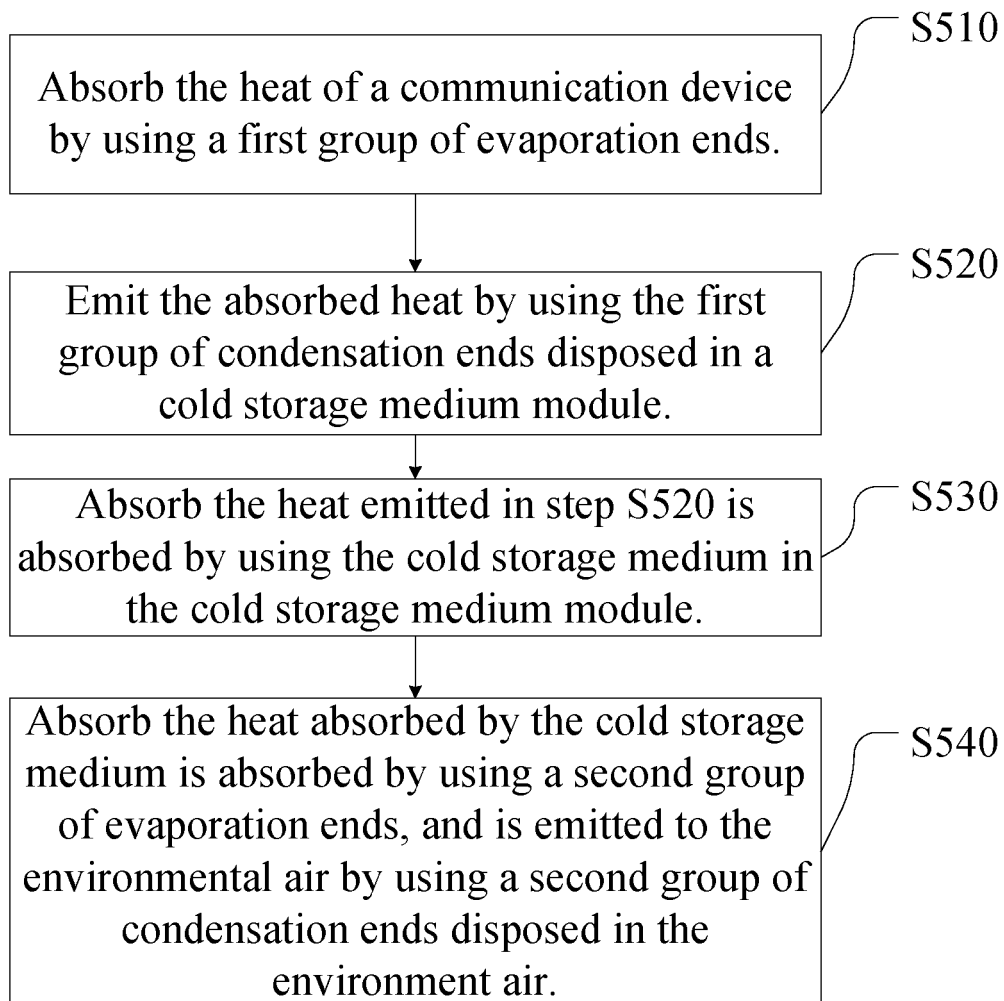 S510
Absorb the heat of a communication device
by using a first group of evaporation ends.
S520
Emit the absorbed heat by using the first
group of condensation ends disposed in a
cold storage medium module.
S530
Absorb the heat emitted in step S520 is
absorbed by using the cold storage medium in
the cold storage medium module.
S540
Absorb the heat absorbed by the cold storage
medium is absorbed by using a second group
of evaporation ends, and is emitted to the
environmental air by using a second group of
condensation ends disposed in the
environment air.